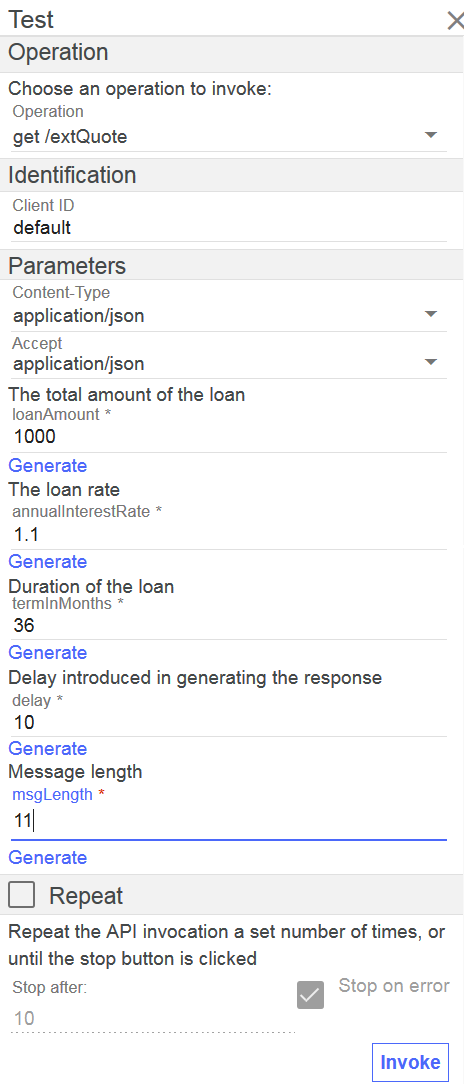 Test
Operation
Choose an operation to invoke:
Operation
get /extQuote
Identification
Client ID
default
Parameters
Content-Type
application/json
Accept
application/json
The total amount of the loan
loanAmount *
1000
Generate
The loan rate
annualInterestRate *
1.1
Generate
Duration of the loan
termInMonths *
36
Generate
Delay introduced in generating the response
delay *
10
Generate
Message length
msgLength *
11
Generate
Repeat
Repeat the API invocation a set number of times, or
until the stop button is clicked
Stop after:
Stop on error
10
Invoke